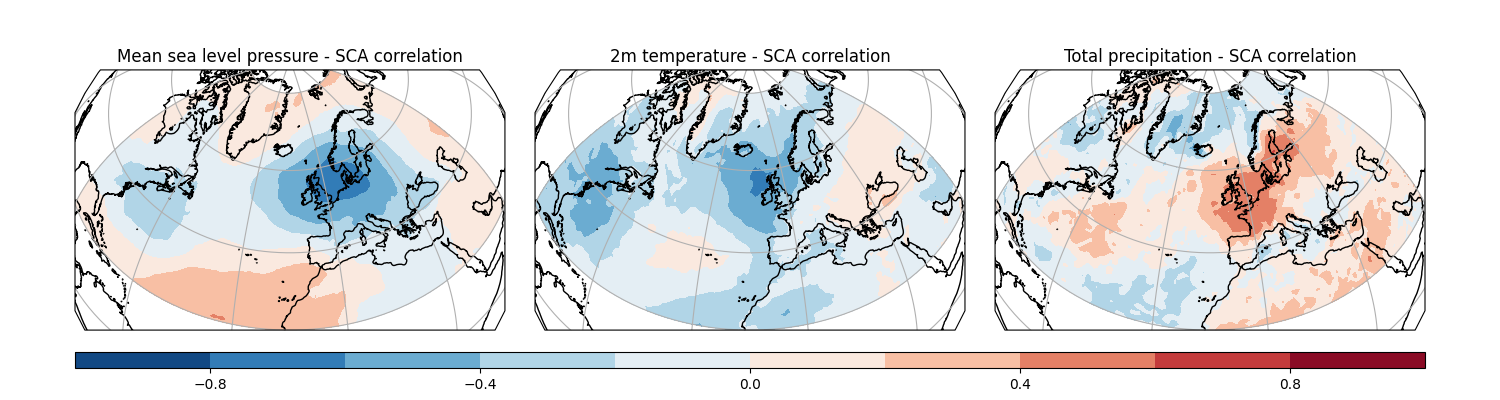 Mean sea level pressure - SCA correlation
2m temperature - SCA correlation
Total precipitation - SCA correlation
−0.8
−0.4
0.0
0.4
0.8